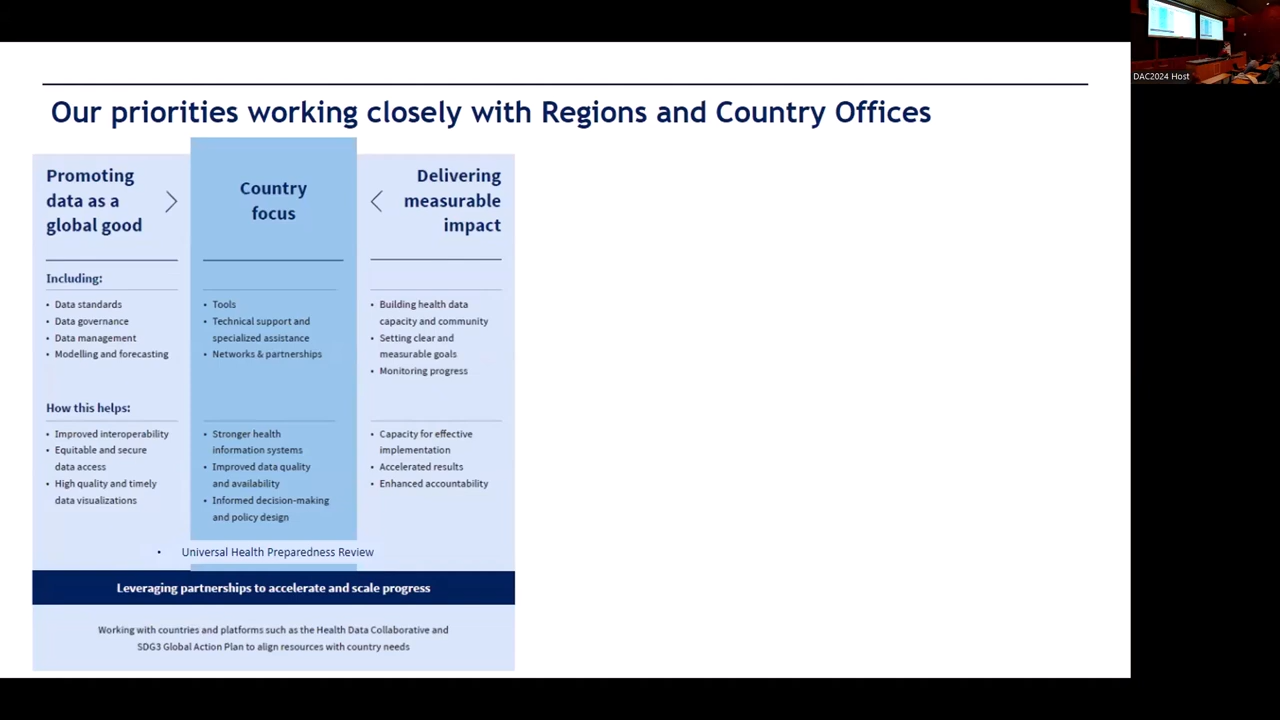 Our priorities working closely with Regions and Country Offices
Promoting
data as a
global good
Including:
• Data standards
• Data governance
• Data management
• Modelling and forecasting
How this helps:
• Improved interoperability
• Equitable and secure
data access
• High quality and timely
data visualizations
Country
focus
• Tools
• Technical support and
specialized assistance
• Networks & partnerships
• Stronger health
information systems
• Improved data quality
and availability
• Informed decision-making
and policy design
Delivering
measurable
impact
• Building health data
capacity and community
• Setting clear and
measurable goals
• Monitoring progress
• Capacity for effective
implementation
• Accelerated results
• Enhanced accountability
• Universal Health Preparedness Review
Leveraging partnerships to accelerate and scale progress
Working with countries and platforms such as the Health Data Collaborative and
SDG3 Global Action Plan to align resources with country needs
DAC2024 Host